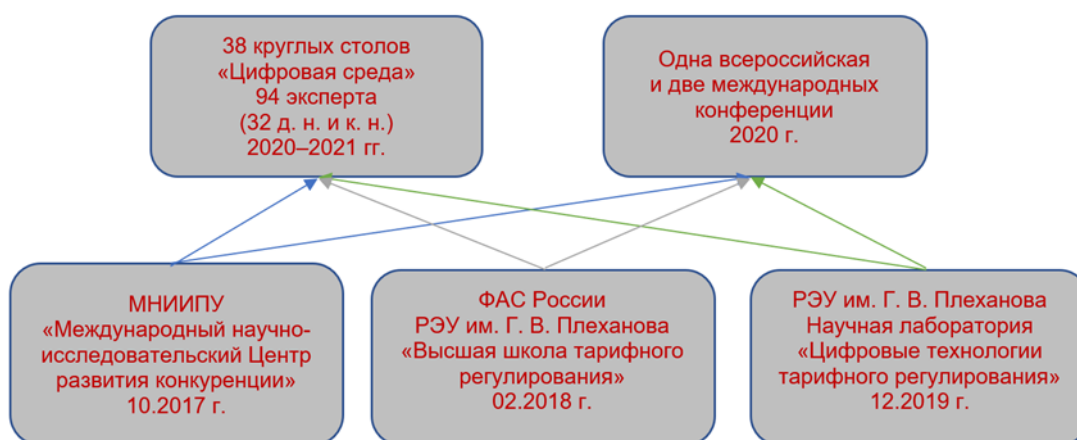 38 круглых столов
«Цифровая среда»
94 эксперта
(32 д. н. и к. н.)
2020–2021 гг.
Одна всероссийская
и две международных
конференции
2020 г.
МНИИПУ
«Международный научно-
исследовательский Центр
развития конкуренции»
10.2017 г.
ФАС России
РЭУ им. Г. В. Плеханова
«Высшая школа тарифного
регулирования»
02.2018 г.
РЭУ им. Г. В. Плеханова
Научная лаборатория
«Цифровые технологии
тарифного регулирования»
12.2019 г.